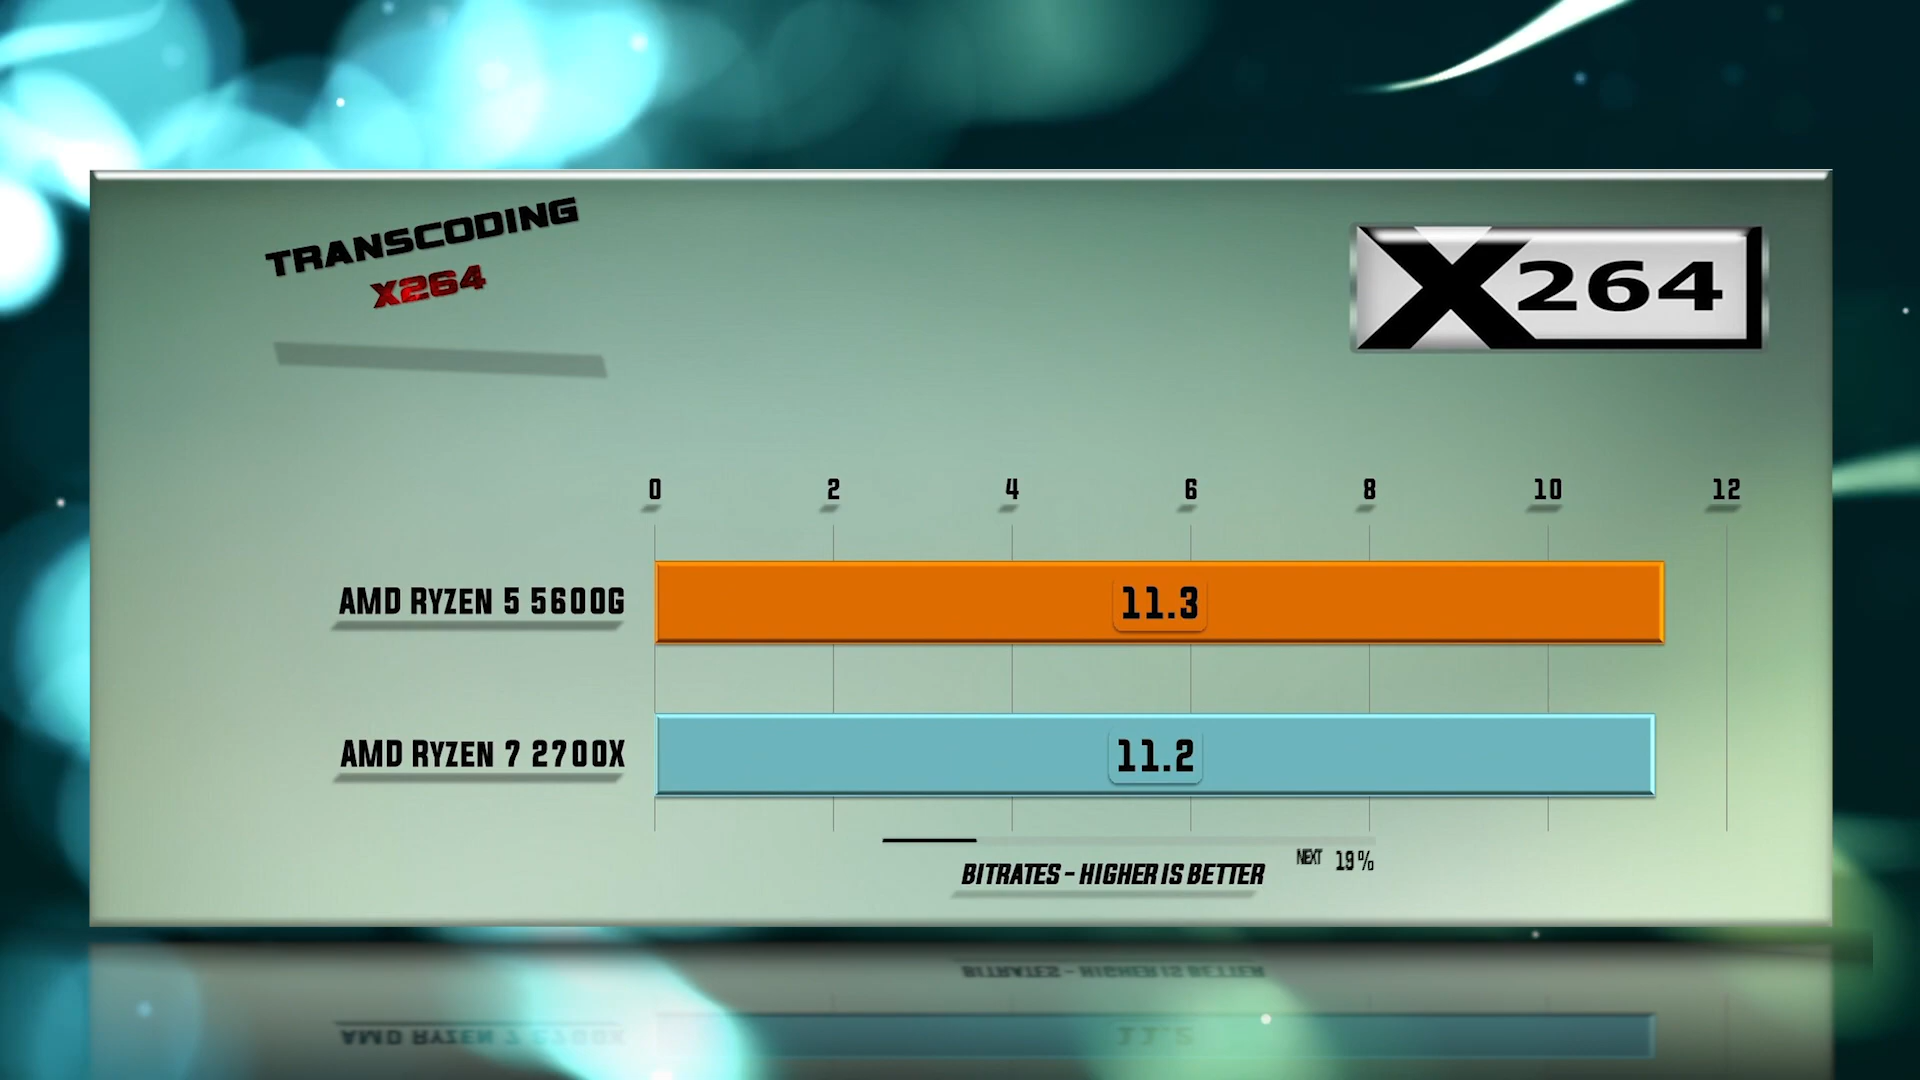 TRANSCODING
X264
X264
0 2 4 6 8 10 12
AMD RYZEN 5 5600G 11.3
AMD RYZEN 7 2700X 11.2
BITRATES - HIGHER IS BETTER
NEXT 19%